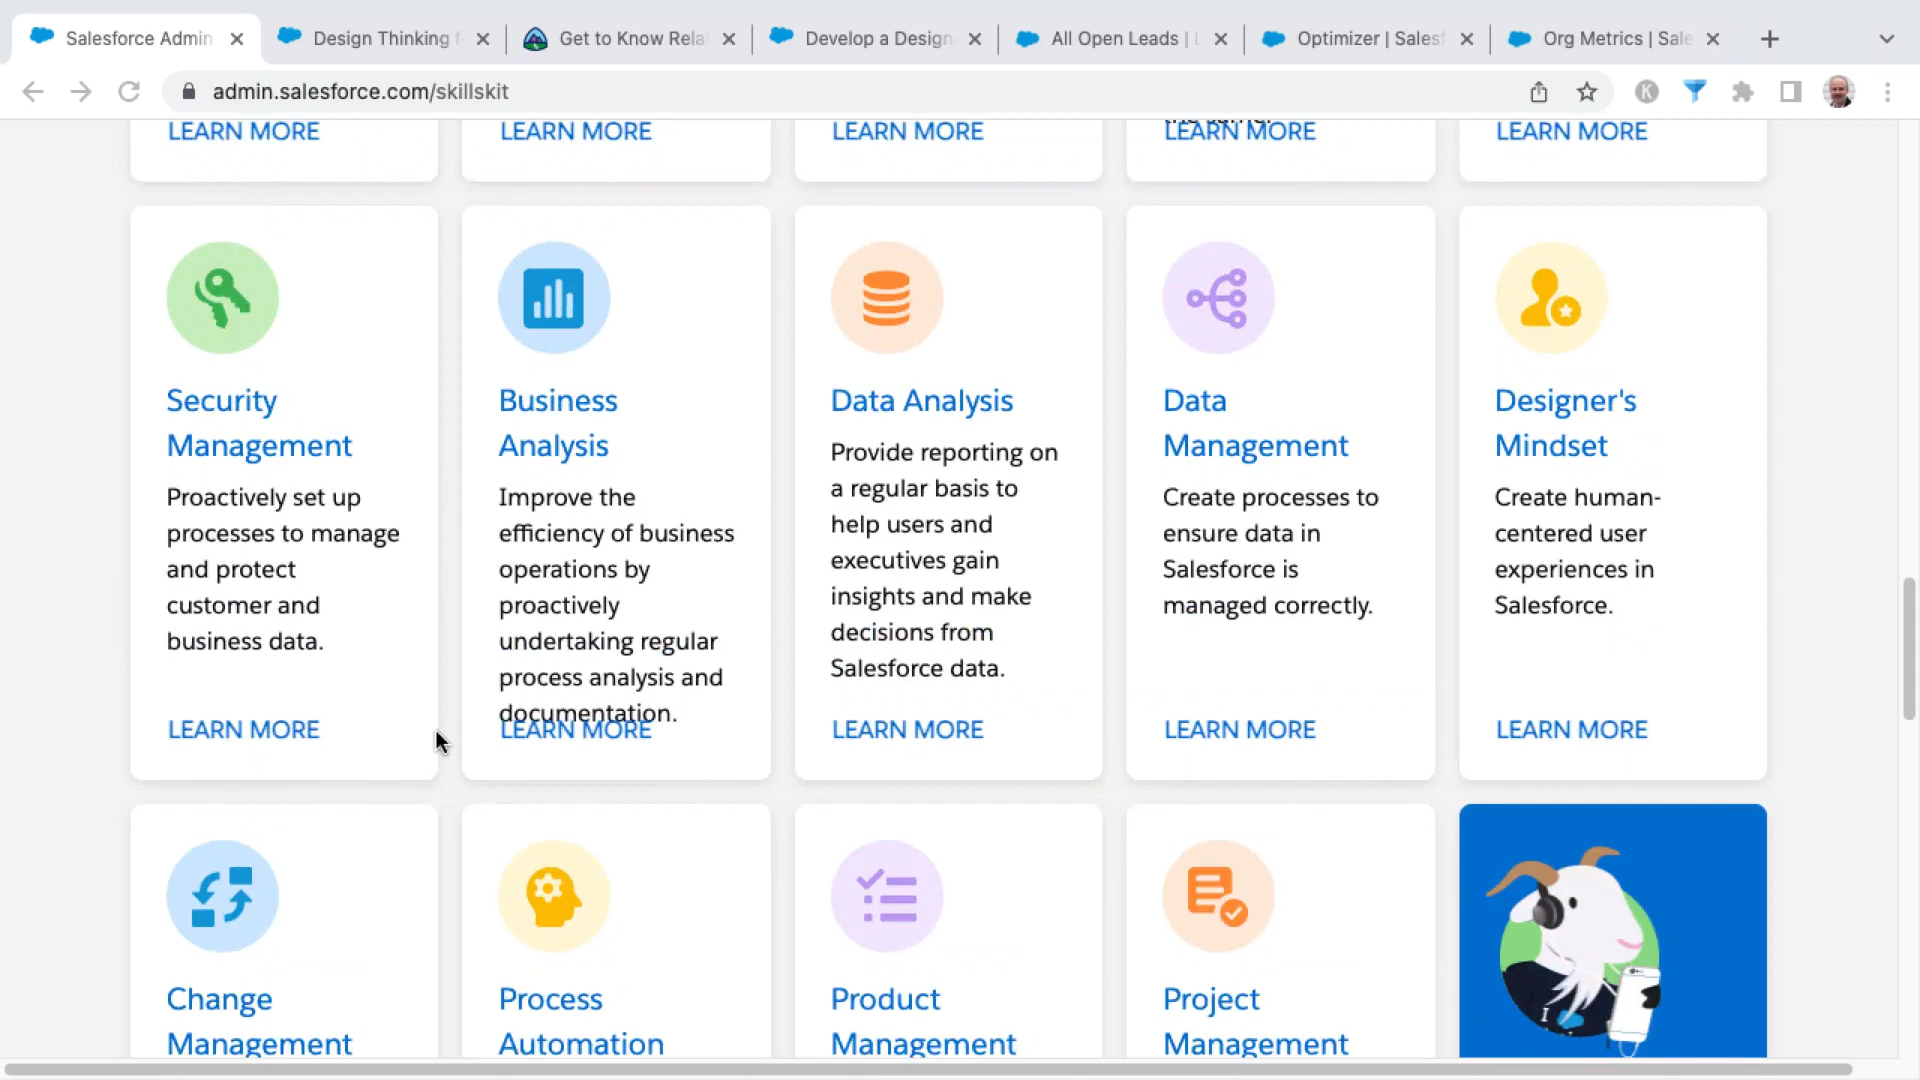 Salesforce Admin
Design Thinking f
Get to Know Rela
Develop a Design
All Open Leads | L
Optimizer | Salesf
Org Metrics | Sale
admin.salesforce.com/skillskit
K
LEARN MORE
LEARN MORE
LEARN MORE
LEARN MORE
LEARN MORE
Security
Management
Proactively set up
processes to manage
and protect
customer and
business data.
LEARN MORE
Business
Analysis
Improve the
efficiency of business
operations by
proactively
undertaking regular
process analysis and
documentation.
LEARN MORE
Data Analysis
Provide reporting on
a regular basis to
help users and
executives gain
insights and make
decisions from
Salesforce data.
LEARN MORE
Data
Management
Create processes to
ensure data in
Salesforce is
managed correctly.
LEARN MORE
Designer's
Mindset
Create human-
centered user
experiences in
Salesforce.
LEARN MORE
Change
Management
Process
Automation
Product
Management
Project
Management
I